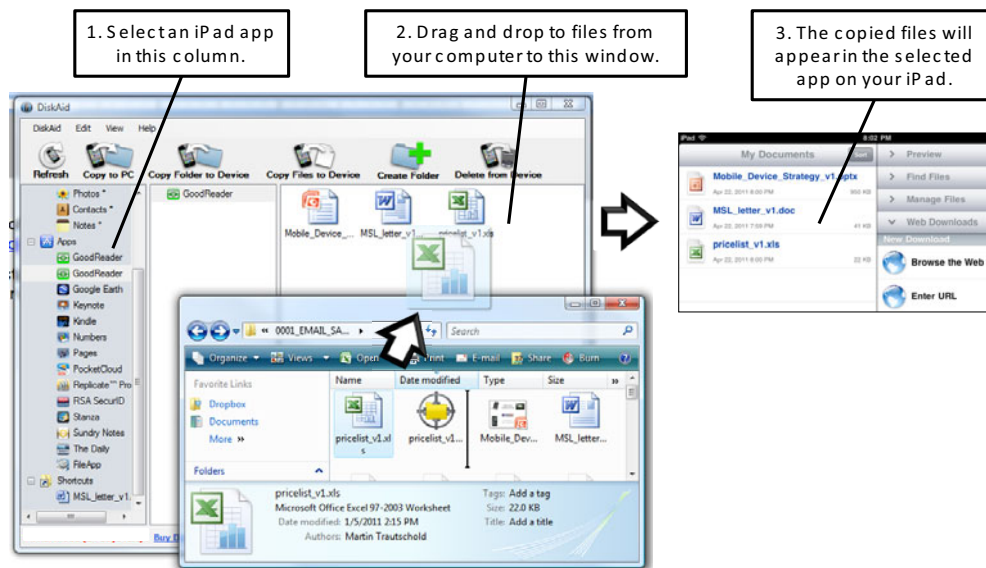 1. Select an iPad app
in this column.
2. Drag and drop to files from
your computer to this window.
3. The copied files will
appear in the selected
app on your iPad.
DiskAid
DiskAid Edit View Help
Refresh Copy to PC Copy Folder to Device Copy Files to Device Create Folder Delete from Device
Photos *
Contacts *
Notes *
Apps
GoodReader
GoodReader
Google Earth
Keynote
Kindle
Numbers
Pages
PocketCloud
Replicate™ Pro
RSA SecurID
Stanza
Sundry Notes
The Daily
FileApp
Shortcuts
MSL_letter_v1.
GoodReader
Mobile_Device_... MSL_letter_v1... pricelist_v1.xls
Buy D
0001_EMAIL_SA... Search
Organize Views Open Print E-mail Share Burn
Favorite Links
Dropbox
Documents
More »
Folders
Name Date modified Type Size »
pricelist_v1.xl
s
pricelist_v1.... Mobile_Dev... MSL_letter...
pricelist_v1.xls
Microsoft Office Excel 97-2003 Worksheet
Date modified: 1/5/2011 2:15 PM
Authors: Martin Trautschold
Tags: Add a tag
Size: 22.0 KB
Title: Add a title
iPad 8:02 PM
My Documents
Mobile_Device_Strategy_v1.pptx
Apr 22, 2011 8:00 PM 950 KB
MSL_letter_v1.doc
Apr 22, 2011 7:59 PM 41 KB
pricelist_v1.xls
Apr 22, 2011 8:00 PM 22 KB
Preview
Find Files
Manage Files
Web Downloads
New Download
Browse the Web
Enter URL